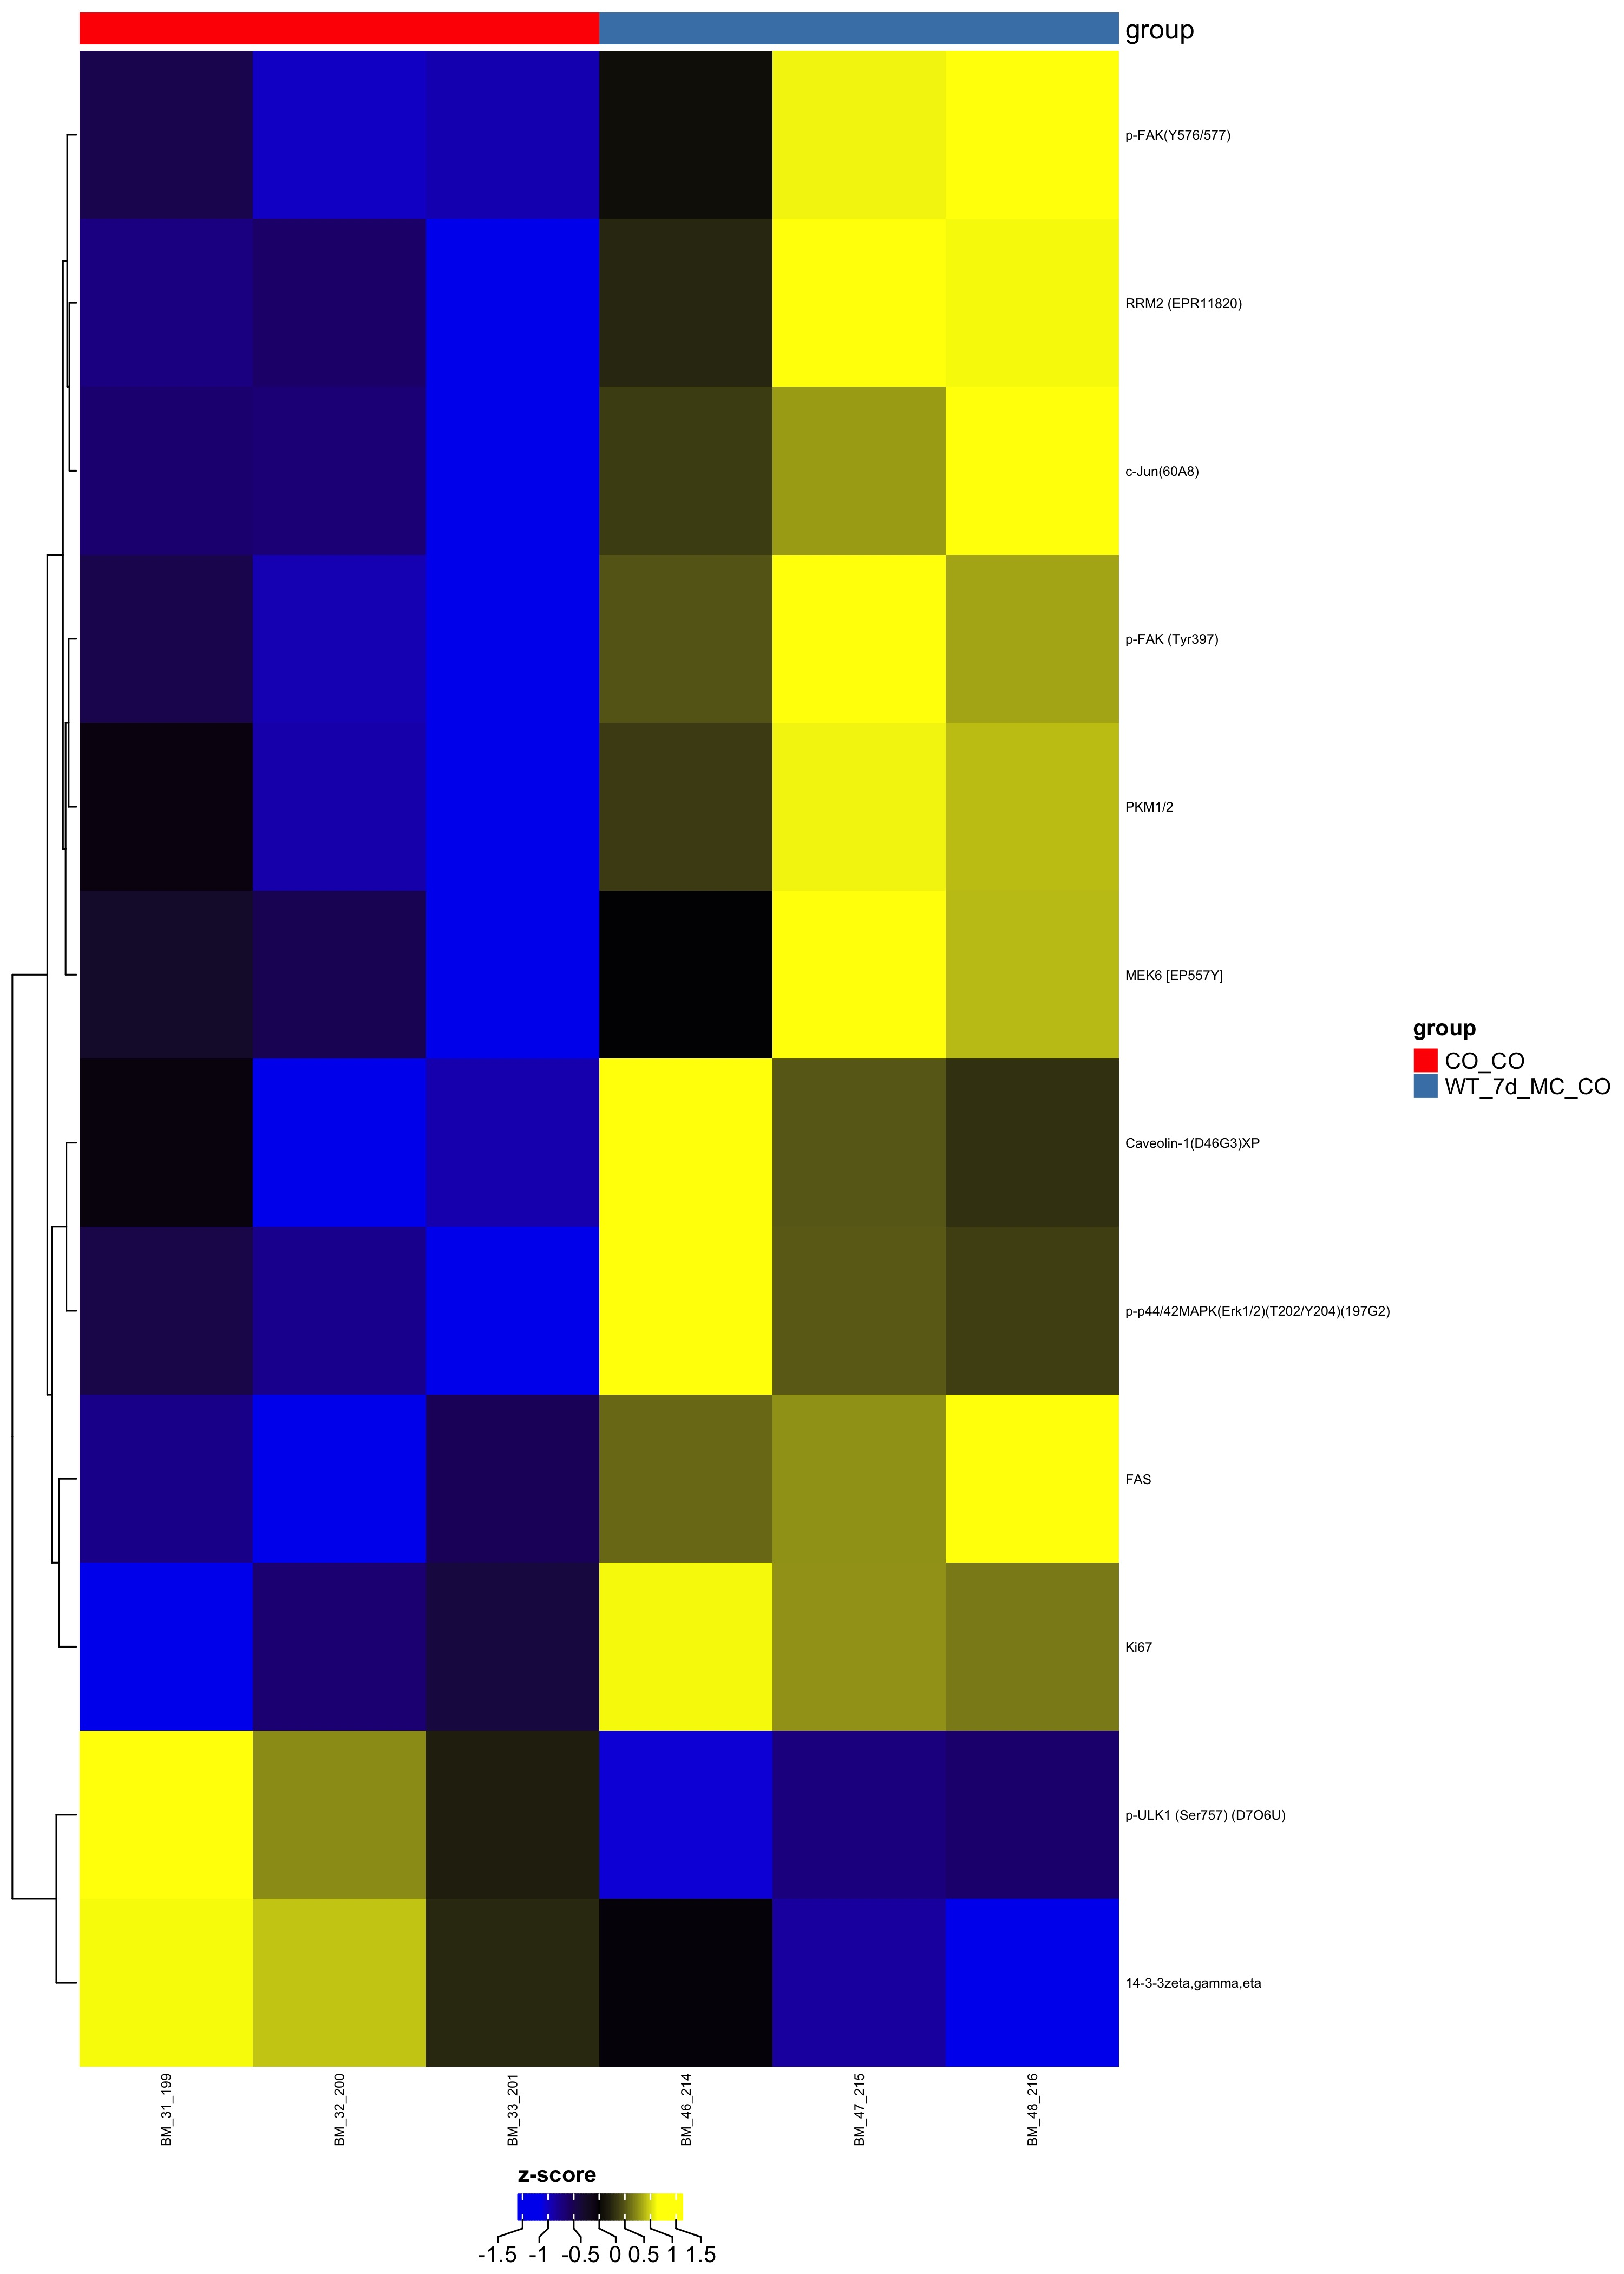 group
p-FAK(Y576/577)
RRM2 (EPR11820)
c-Jun(60A8)
p-FAK (Tyr397)
PKM1/2
MEK6 [EP557Y]
group
CO_CO
WT_7d_MC_CO
Caveolin-1(D46G3)XP
p-p44/42MAPK(Erk1/2)(T202/Y204)(197G2)
FAS
Ki67
p-ULK1 (Ser757) (D7O6U)
14-3-3zeta,gamma,eta
BM_31_199
BM_32_200
BM_33_201
BM_46_214
BM_47_215
BM_48_216
z-score
-1.5 -1 -0.5 0 0.5 1 1.5